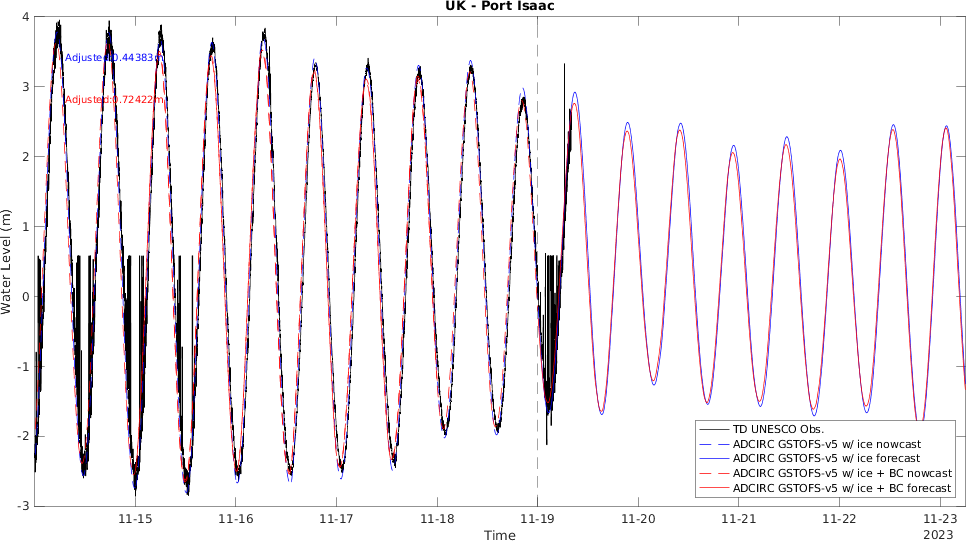 UK - Port Isaac
Water Level (m)
4
3
2
1
0
-1
-2
-3
Adjusted:0.44383m
Adjusted:0.72422m
11-15
11-16
11-17
11-18
11-19
11-20
11-21
11-22
11-23
2023
Time
TD UNESCO Obs.
ADCIRC GSTOFS-v5 w/ ice nowcast
ADCIRC GSTOFS-v5 w/ ice forecast
ADCIRC GSTOFS-v5 w/ ice + BC nowcast
ADCIRC GSTOFS-v5 w/ ice + BC forecast